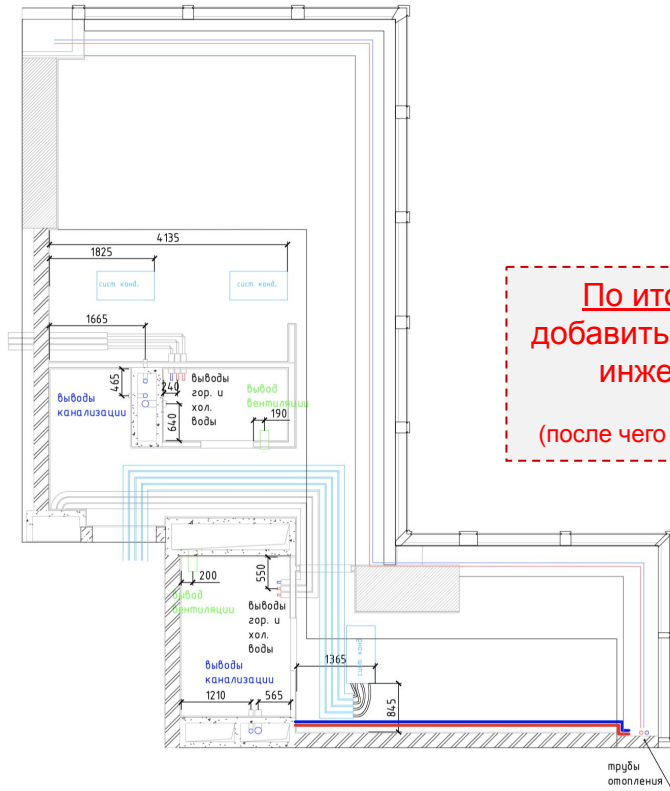 4135
1825
сист. конд.
сист. конд.
1665
По ито
добавить
инже
(после чего
465
240
выводы
гор. и
хол.
воды
вывод
вентиляции
190
выводы
канализации
640
200
вывод
вентиляции
550
выводы
гор. и
хол.
воды
выводы
канализации
1365
сист. конд.
1210
565
845
трубы
отопления